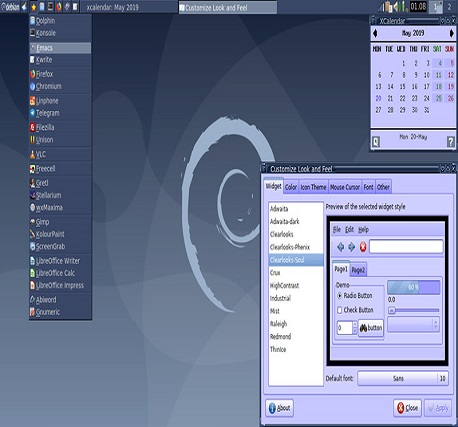 debian xcalendar: May 2019 Customize Look and Feel 01:08 1 2
Dolphin
Konsole
Emacs
Kwrite
Firefox
Chromium
Linphone
Telegram
Filezilla
Unison
VLC
Freecell
Gretl
Stellarium
wxMaxima
Gimp
KolourPaint
ScreenGrab
LibreOffice Writer
LibreOffice Calc
LibreOffice Impress
Abiword
Gnumeric
XCalendar
May 2019
MON TUE WED THU FRI SAT SUN
1 2 3 4 5
6 7 8 9 10 11 12
13 14 15 16 17 18 19
20 21 22 23 24 25 26
27 28 29 30 31
Mon 20-May
?
Customize Look and Feel
Widget Color Icon Theme Mouse Cursor Font Other
Adwaita
Adwaita-dark
Clearlooks
Clearlooks-Phenix
Clearlooks-Soul
Crux
HighContrast
Industrial
Mist
Raleigh
Redmond
ThinIce
Preview of the selected widget style
File Edit Help
Page1 Page2
Demo
Radio Button
Check Button
0 button
60 %
0.0
Default font: Sans 10
About Close Apply